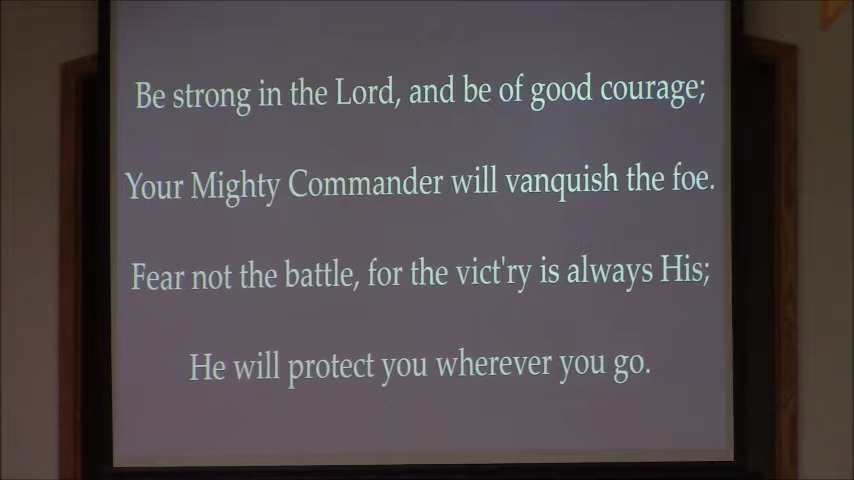 Be strong in the Lord, and be of good courage;
Your Mighty Commander will vanquish the foe.
Fear not the battle, for the vict'ry is always His;
He will protect you wherever you go.